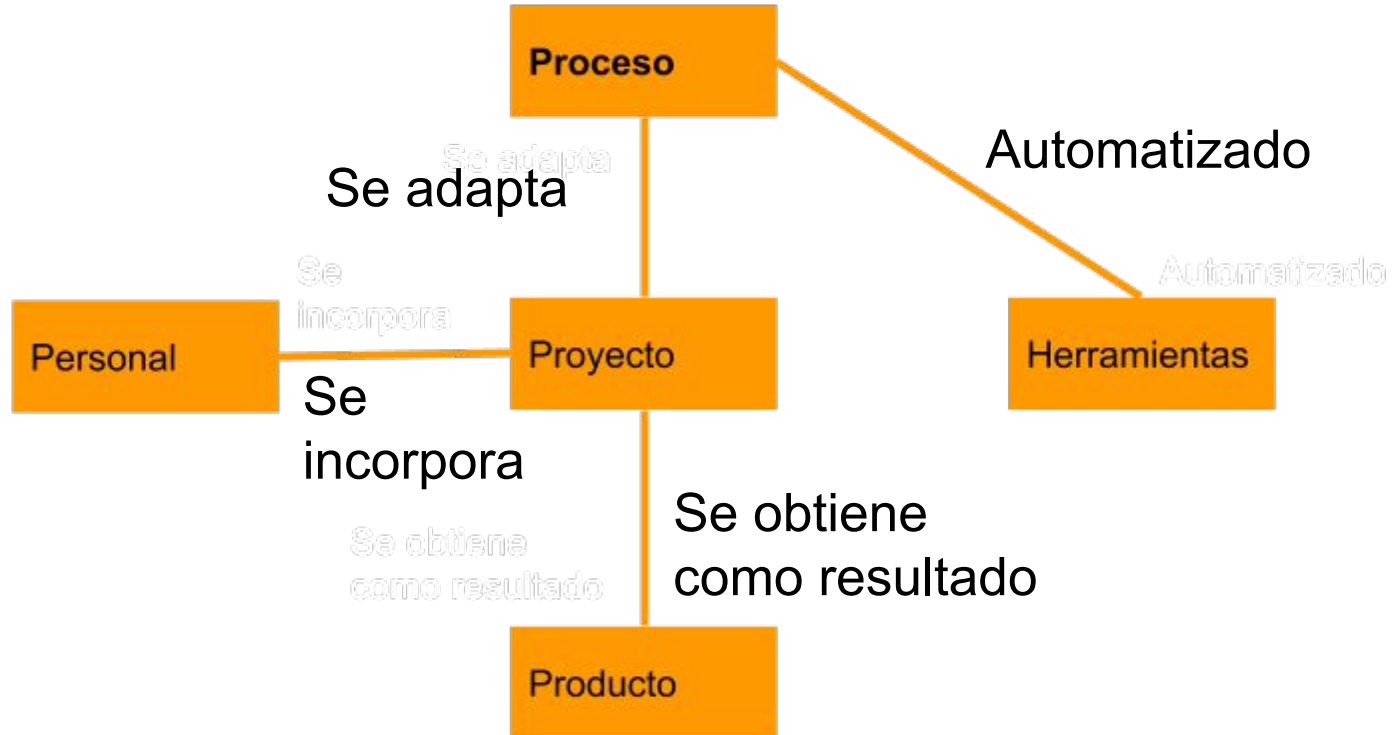 Proceso
Se adapta
Automatizado
Se adapta
Se
incorpora
Automatizado
Personal
Proyecto
Herramientas
Se
incorpora
Se obtiene
como resultado
Se obtiene
como resultado
Producto